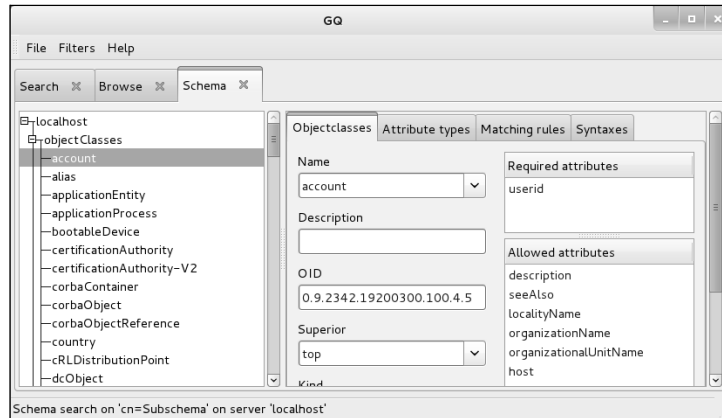 GQ
File Filters Help
Search Browse Schema
localhost
objectClasses
account
alias
applicationEntity
applicationProcess
bootableDevice
certificationAuthority
certificationAuthority-V2
corbaContainer
corbaObject
corbaObjectReference
country
cRLDistributionPoint
dcObject
Objectclasses Attribute types Matching rules Syntaxes
Name
account
Description
OID
0.9.2342.19200300.100.4.5
Superior
top
Kind
Required attributes
userid
Allowed attributes
description
seeAlso
localityName
organizationName
organizationalUnitName
host
Schema search on 'cn=Subschema' on server 'localhost'